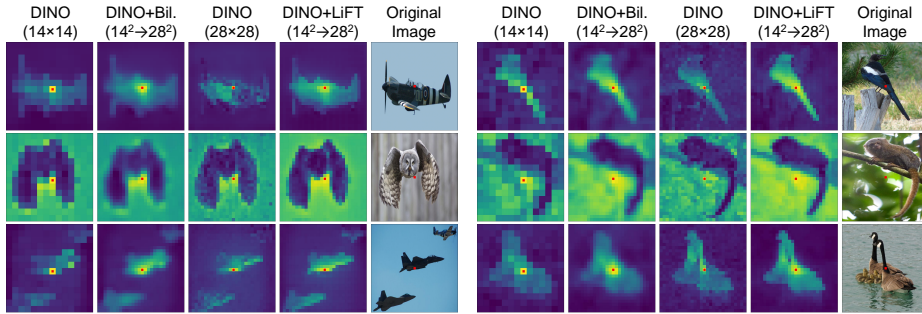 DINO DINO+Bil. DINO DINO+LiFT Original DINO DINO+Bil. DINO DINO+LiFT Original
(14×14) (14²→28²) (28×28) (14²→28²) Image (14×14) (14²→28²) (28×28) (14²→28²) Image